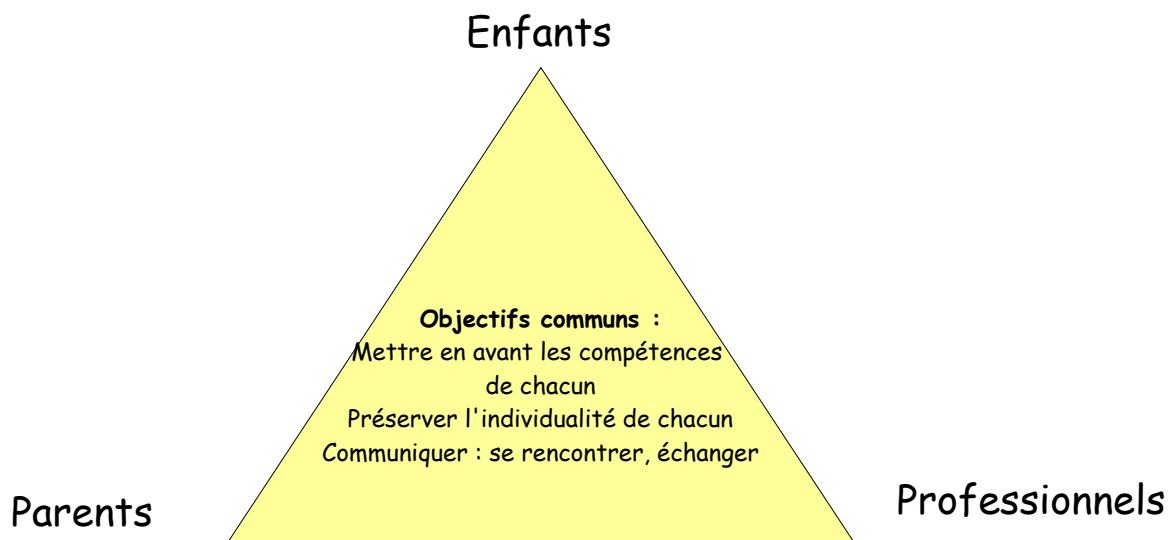 Enfants
Objectifs communs :
Mettre en avant les compétences
de chacun
Préserver l'individualité de chacun
Communiquer : se rencontrer, échanger
Parents
Professionnels